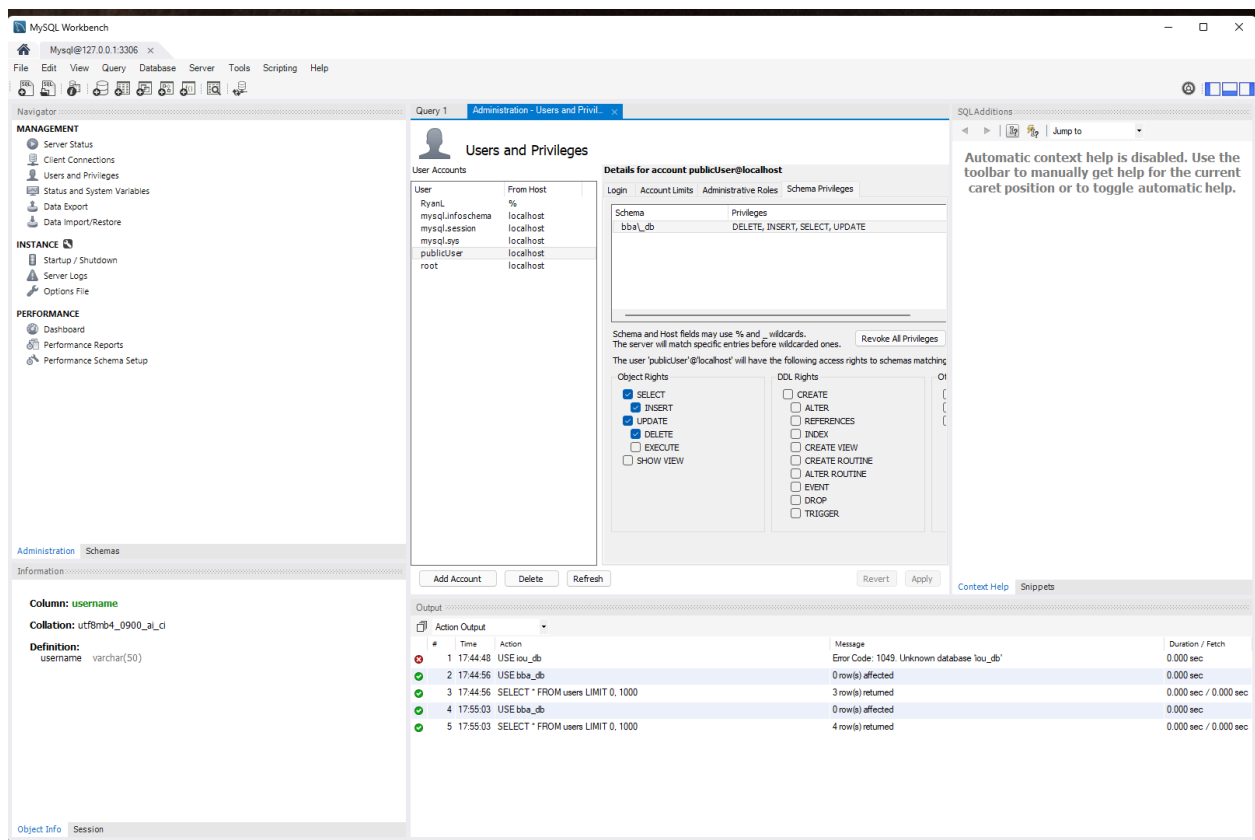 MySQL Workbench
Mysql@127.0.0.1:3306
File Edit View Query Database Server Tools Scripting Help
Navigator
MANAGEMENT
Server Status
Client Connections
Users and Privileges
Status and System Variables
Data Export
Data Import/Restore
INSTANCE
Startup / Shutdown
Server Logs
Options File
PERFORMANCE
Dashboard
Performance Reports
Performance Schema Setup
Administration Schemas
Information
Column: username
Collation: utf8mb4_0900_ai_ci
Definition:
username varchar(50)
Object Info Session
Query 1 Administration - Users and Privil...
Users and Privileges
User Accounts
User From Host
RyanL %
mysql.infoschema localhost
mysql.session localhost
mysql.sys localhost
publicUser localhost
root localhost
Add Account Delete Refresh
Details for account publicUser@localhost
Login Account Limits Administrative Roles Schema Privileges
Schema Privileges
bba\_db DELETE, INSERT, SELECT, UPDATE
Schema and Host fields may use % and _ wildcards.
The server will match specific entries before wildcarded ones.
Revoke All Privileges
The user 'publicUser'@'localhost' will have the following access rights to schemas matching
Object Rights
SELECT
INSERT
UPDATE
DELETE
EXECUTE
SHOW VIEW
DDL Rights
CREATE
ALTER
REFERENCES
INDEX
CREATE VIEW
CREATE ROUTINE
ALTER ROUTINE
EVENT
DROP
TRIGGER
Revert Apply
SQLAdditions
Jump to
Automatic context help is disabled. Use the
toolbar to manually get help for the current
caret position or to toggle automatic help.
Context Help Snippets
Output
Action Output
# Time Action Message Duration / Fetch
1 17:44:48 USE iou_db Error Code: 1049. Unknown database 'iou_db' 0.000 sec
2 17:44:56 USE bba_db 0 row(s) affected 0.000 sec
3 17:44:56 SELECT * FROM users LIMIT 0, 1000 3 row(s) returned 0.000 sec / 0.000 sec
4 17:55:03 USE bba_db 0 row(s) affected 0.000 sec
5 17:55:03 SELECT * FROM users LIMIT 0, 1000 4 row(s) returned 0.000 sec / 0.000 sec